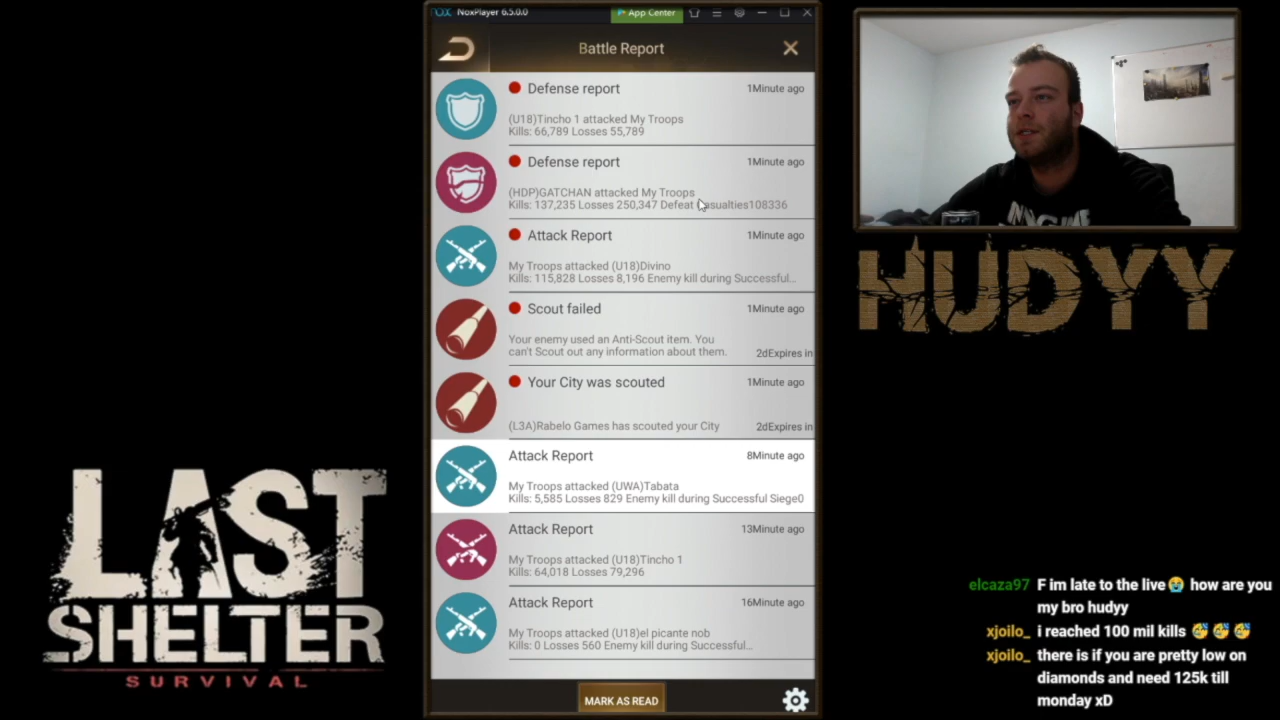 NoxPlayer 6.5.0.0
App Center
Battle Report
Defense report
1Minute ago
(U18)Tincho 1 attacked My Troops
Kills: 66,789 Losses 55,789
Defense report
1Minute ago
(HDP)GATCHAN attacked My Troops
Kills: 137,235 Losses 250,347 Defeat Casualties108336
Attack Report
1Minute ago
My Troops attacked (U18)Divino
Kills: 115,828 Losses 8,196 Enemy kill during Successful...
Scout failed
1Minute ago
Your enemy used an Anti-Scout item. You
can't Scout out any information about them.
2dExpires in
Your City was scouted
1Minute ago
(L3A)Rabelo Games has scouted your City
2dExpires in
Attack Report
8Minute ago
My Troops attacked (UWA)Tabata
Kills: 5,585 Losses 829 Enemy kill during Successful Siege0
Attack Report
13Minute ago
My Troops attacked (U18)Tincho 1
Kills: 64,018 Losses 79,296
Attack Report
16Minute ago
My Troops attacked (U18)el picante nob
Kills: 0 Losses 560 Enemy kill during Successful...
MARK AS READ
HUDYY
LAST
SHELTER
SURVIVAL
elcaza97 F im late to the live😭 how are you
my bro hudyy
xjoilo_ i reached 100 mil kills 🥳 🥳 🥳
xjoilo_ there is if you are pretty low on
diamonds and need 125k till
monday xD